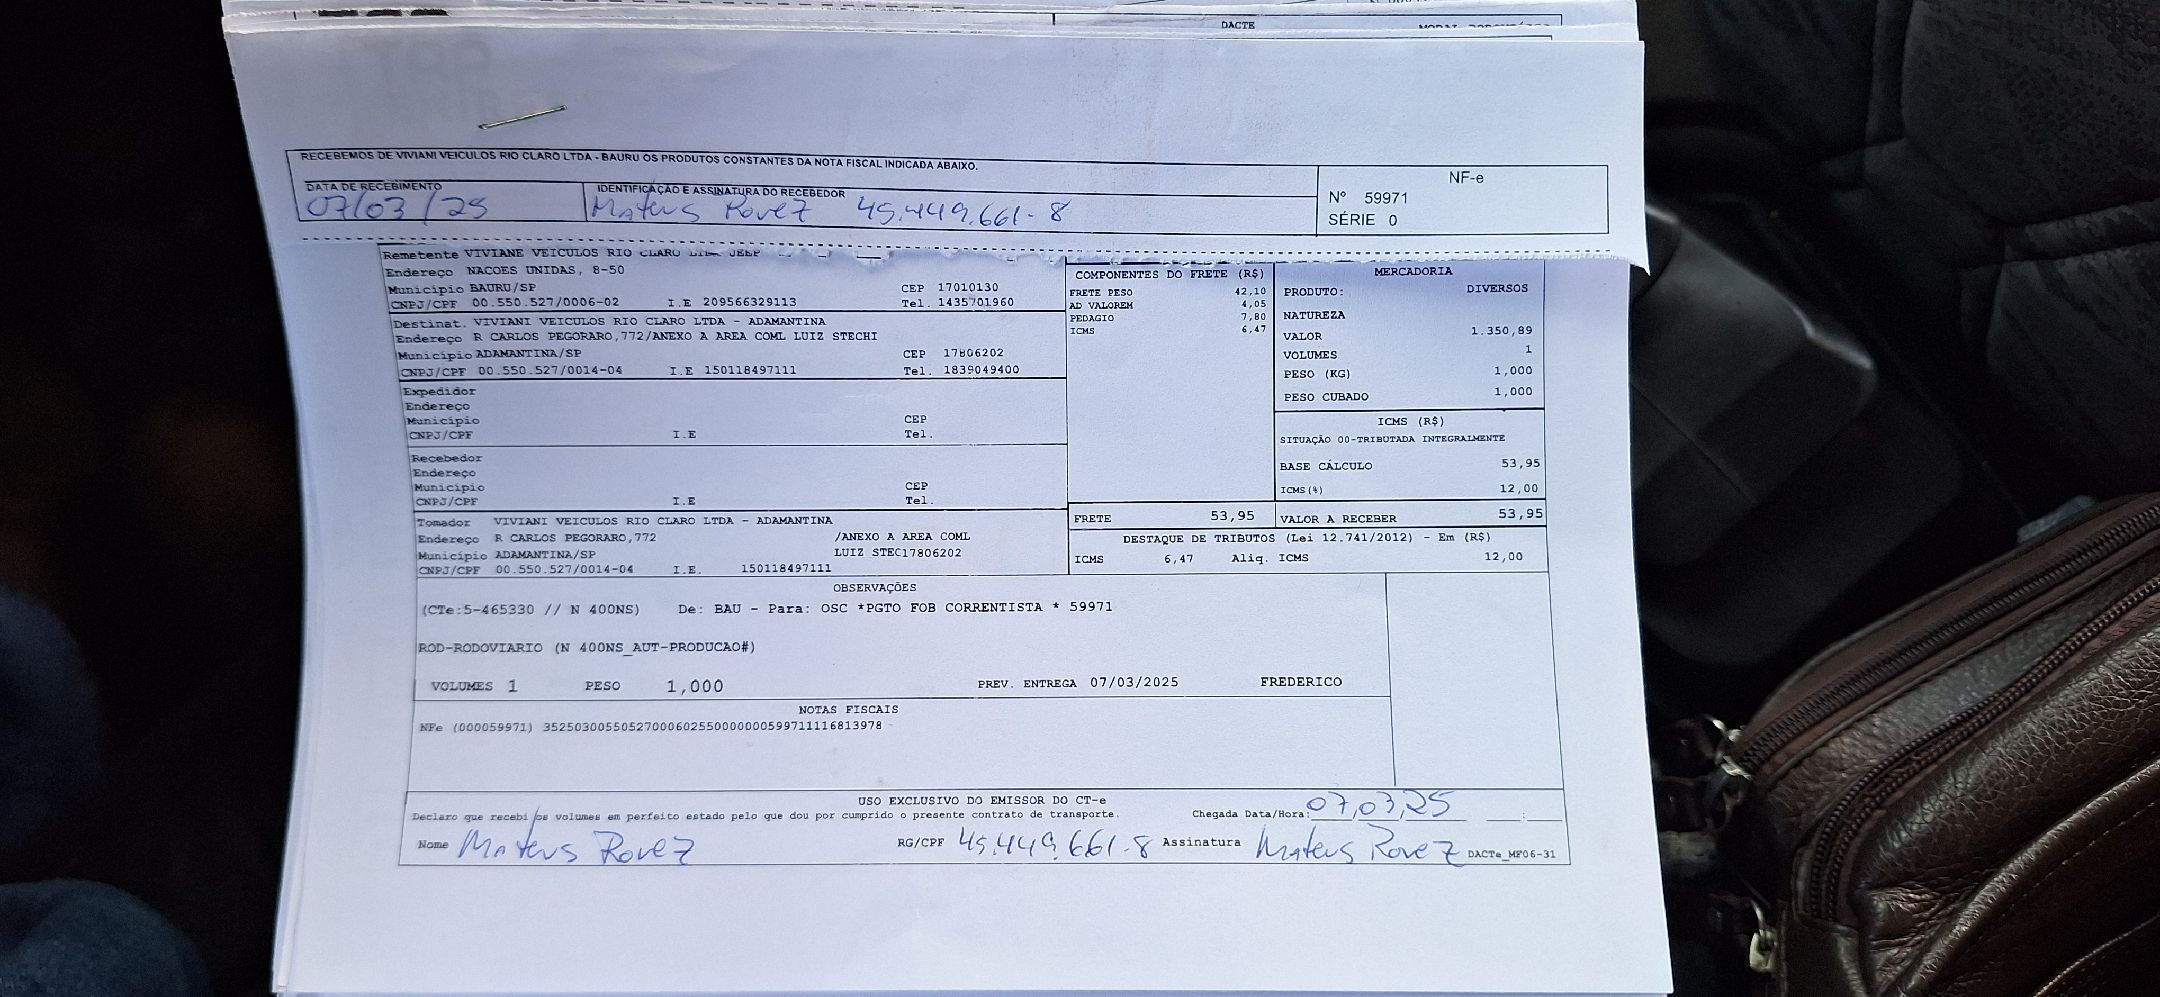 DACTE
RECEBEMOS DE VIVIANI VEICULOS RIO CLARO LTDA - BAURU OS PRODUTOS CONSTANTES DA NOTA FISCAL INDICADA ABAIXO.
DATA DE RECEBIMENTO
07/03/25
IDENTIFICAÇÃO E ASSINATURA DO RECEBEDOR
Mateus Rovez 45.449.661-8
NF-e
Nº 59971
SÉRIE 0
Remetente VIVIANE VEICULOS RIO CLARO LTDA JEEP
Endereço NACOES UNIDAS, 8-50
Município BAURU/SP CEP 17010130
CNPJ/CPF 00.550.527/0006-02 I.E 209566329113 Tel. 1435701960
Destinat. VIVIANI VEICULOS RIO CLARO LTDA - ADAMANTINA
Endereço R CARLOS PEGORARO,772/ANEXO A AREA COML LUIZ STECHI
Município ADAMANTINA/SP CEP 17806202
CNPJ/CPF 00.550.527/0014-04 I.E 150118497111 Tel. 1839049400
Expedidor
Endereço
Município CEP
CNPJ/CPF I.E Tel.
Recebedor
Endereço
Município CEP
CNPJ/CPF I.E Tel.
Tomador VIVIANI VEICULOS RIO CLARO LTDA - ADAMANTINA
Endereço R CARLOS PEGORARO,772 /ANEXO A AREA COML
Município ADAMANTINA/SP LUIZ STEC17806202
CNPJ/CPF 00.550.527/0014-04 I.E. 150118497111
COMPONENTES DO FRETE (R$)
FRETE PESO 42,10
AD VALOREM 4,05
PEDAGIO 7,80
ICMS 6,47
FRETE 53,95
MERCADORIA
PRODUTO: DIVERSOS
NATUREZA
VALOR 1.350,89
VOLUMES 1
PESO (KG) 1,000
PESO CUBADO 1,000
ICMS (R$)
SITUAÇÃO 00-TRIBUTADA INTEGRALMENTE
BASE CÁLCULO 53,95
ICMS(%) 12,00
VALOR A RECEBER 53,95
DESTAQUE DE TRIBUTOS (Lei 12.741/2012) - Em (R$)
ICMS 6,47 Aliq. ICMS 12,00
OBSERVAÇÕES
(CTe:5-465330 // N 400NS) De: BAU - Para: OSC *PGTO FOB CORRENTISTA * 59971
ROD-RODOVIARIO (N 400NS_AUT-PRODUCAO#)
VOLUMES 1 PESO 1,000 PREV. ENTREGA 07/03/2025 FREDERICO
NOTAS FISCAIS
NFe (000059971) 35250300550527000602550000000599711116813978
USO EXCLUSIVO DO EMISSOR DO CT-e
Declaro que recebi os volumes em perfeito estado pelo que dou por cumprido o presente contrato de transporte. Chegada Data/Hora: 07,03,25 __:__
Nome Mateus Rovez RG/CPF 45.449.661-8 Assinatura Mateus Rovez DACTe_MF06-31